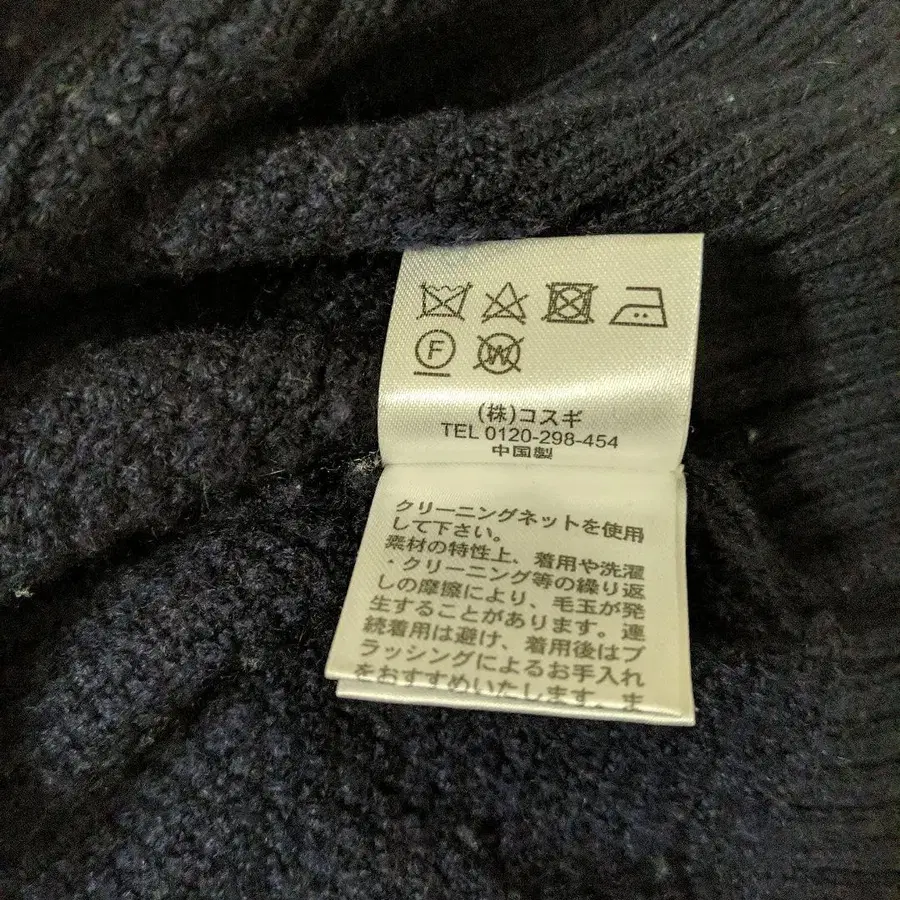 F W
(株)コスギ
TEL 0120-298-454
中国製
クリーニングネットを使用
して下さい。
素材の特性上、着用や洗濯
・クリーニング等の繰り返
しの摩擦により、毛玉が発
生することがあります。連
続着用は避け、着用後はブ
ラッシングによるお手入れ
をおすすめいたします。ま